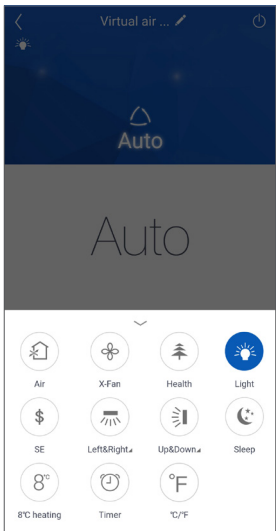 Virtual air ...
Auto
Auto
Air X-Fan Health Light
$
SE Left&Right Up&Down Sleep
8℃ °F
8℃ heating Timer ℃/℉